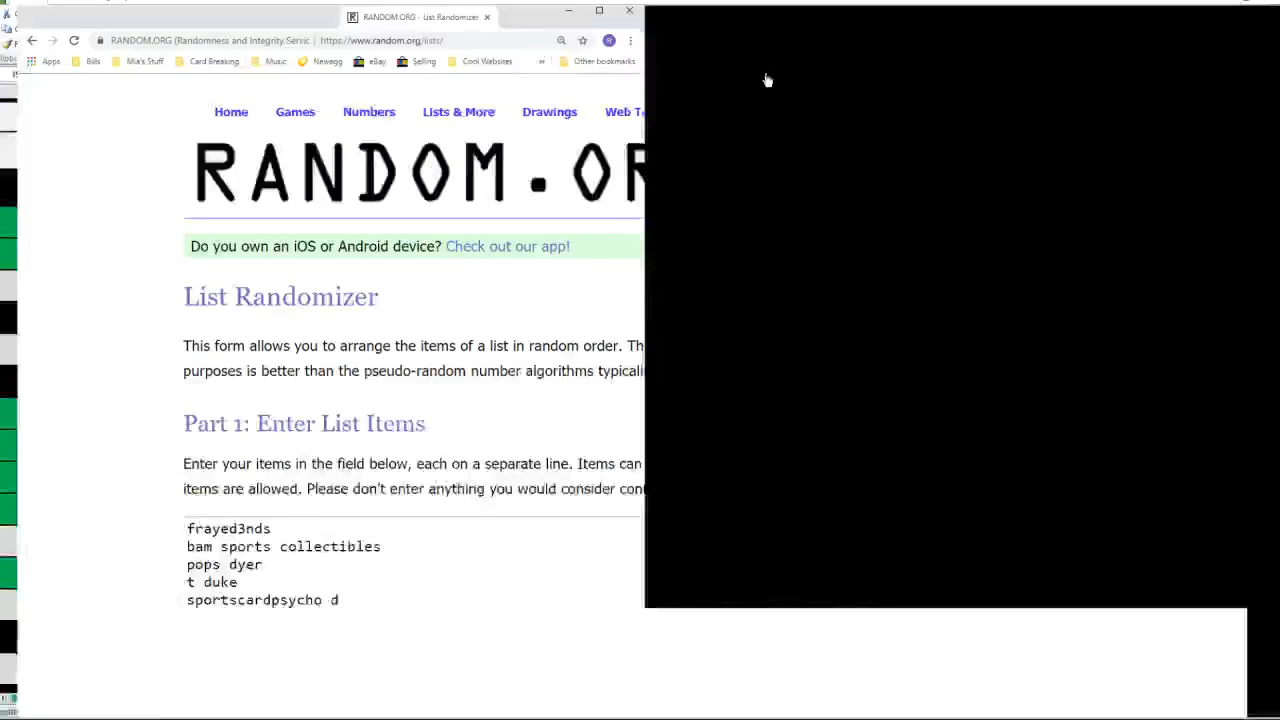 RANDOM.ORG - List Randomizer
RANDOM.ORG (Randomness and Integrity Servic | https://www.random.org/lists/
Apps Bills Mia's Stuff Card Breaking Music Newegg eBay Selling Cool Websites » Other bookmarks
Home Games Numbers Lists & More Drawings Web T
RANDOM.OR
Do you own an iOS or Android device? Check out our app!
List Randomizer
This form allows you to arrange the items of a list in random order. Th
purposes is better than the pseudo-random number algorithms typicall
Part 1: Enter List Items
Enter your items in the field below, each on a separate line. Items can
items are allowed. Please don't enter anything you would consider con
frayed3nds
bam sports collectibles
pops dyer
t duke
sportscardpsycho d